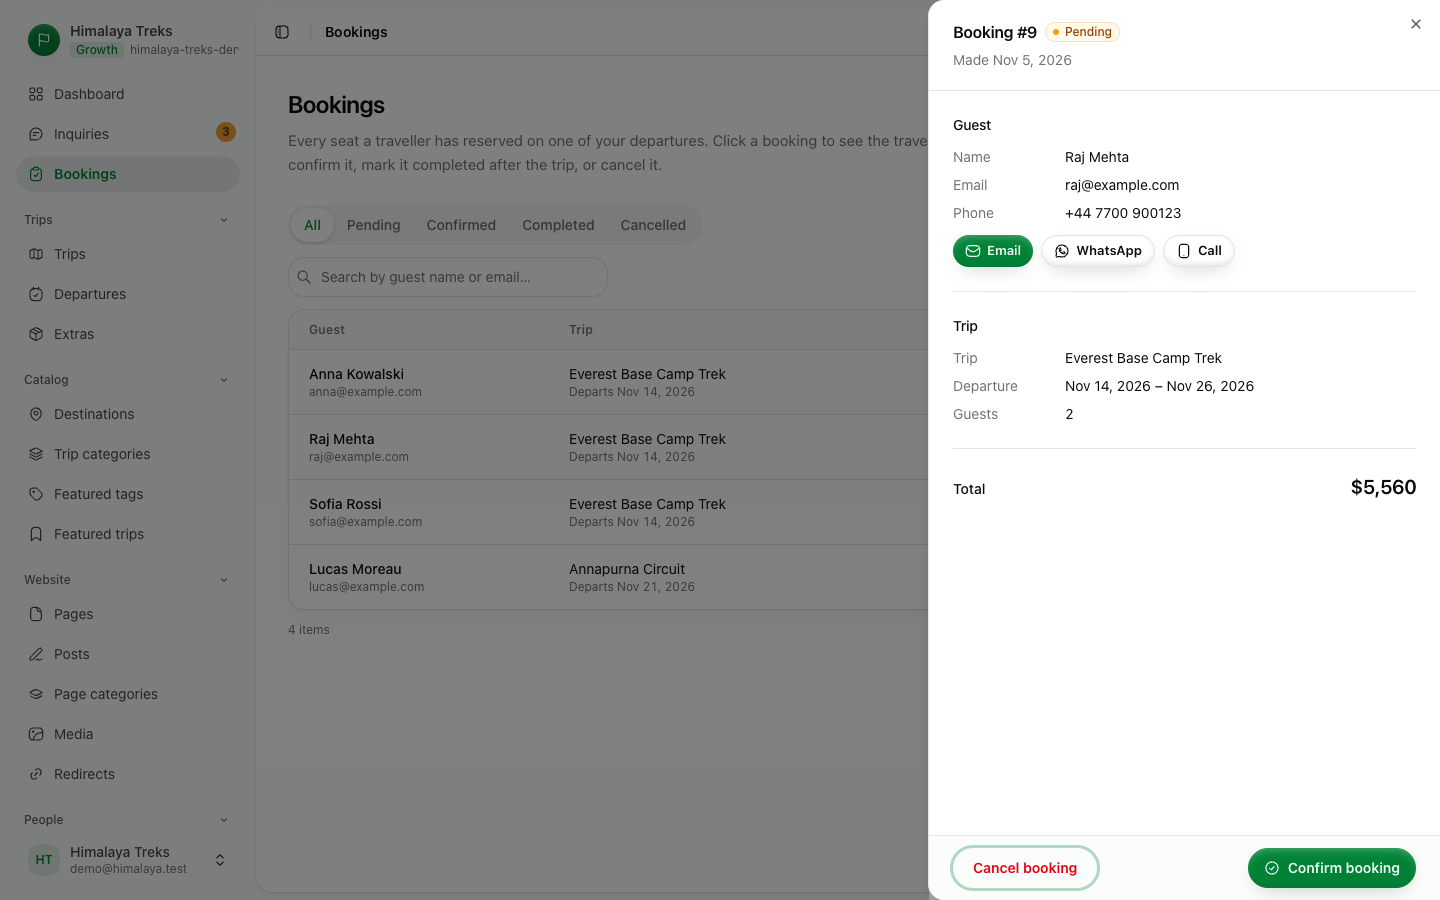 Himalaya Treks
Growth himalaya-treks-der
Dashboard
Inquiries 3
Bookings
Trips
Trips
Departures
Extras
Catalog
Destinations
Trip categories
Featured tags
Featured trips
Website
Pages
Posts
Page categories
Media
Redirects
People
HT
Himalaya Treks
demo@himalaya.test
Bookings
Bookings
Every seat a traveller has reserved on one of your departures. Click a booking to see the trave
confirm it, mark it completed after the trip, or cancel it.
All Pending Confirmed Completed Cancelled
Search by guest name or email...
Guest Trip
Anna Kowalski Everest Base Camp Trek
anna@example.com Departs Nov 14, 2026
Raj Mehta Everest Base Camp Trek
raj@example.com Departs Nov 14, 2026
Sofia Rossi Everest Base Camp Trek
sofia@example.com Departs Nov 14, 2026
Lucas Moreau Annapurna Circuit
lucas@example.com Departs Nov 21, 2026
4 items
Booking #9 Pending
Made Nov 5, 2026
Guest
Name Raj Mehta
Email raj@example.com
Phone +44 7700 900123
Email WhatsApp Call
Trip
Trip Everest Base Camp Trek
Departure Nov 14, 2026 – Nov 26, 2026
Guests 2
Total $5,560
Cancel booking Confirm booking